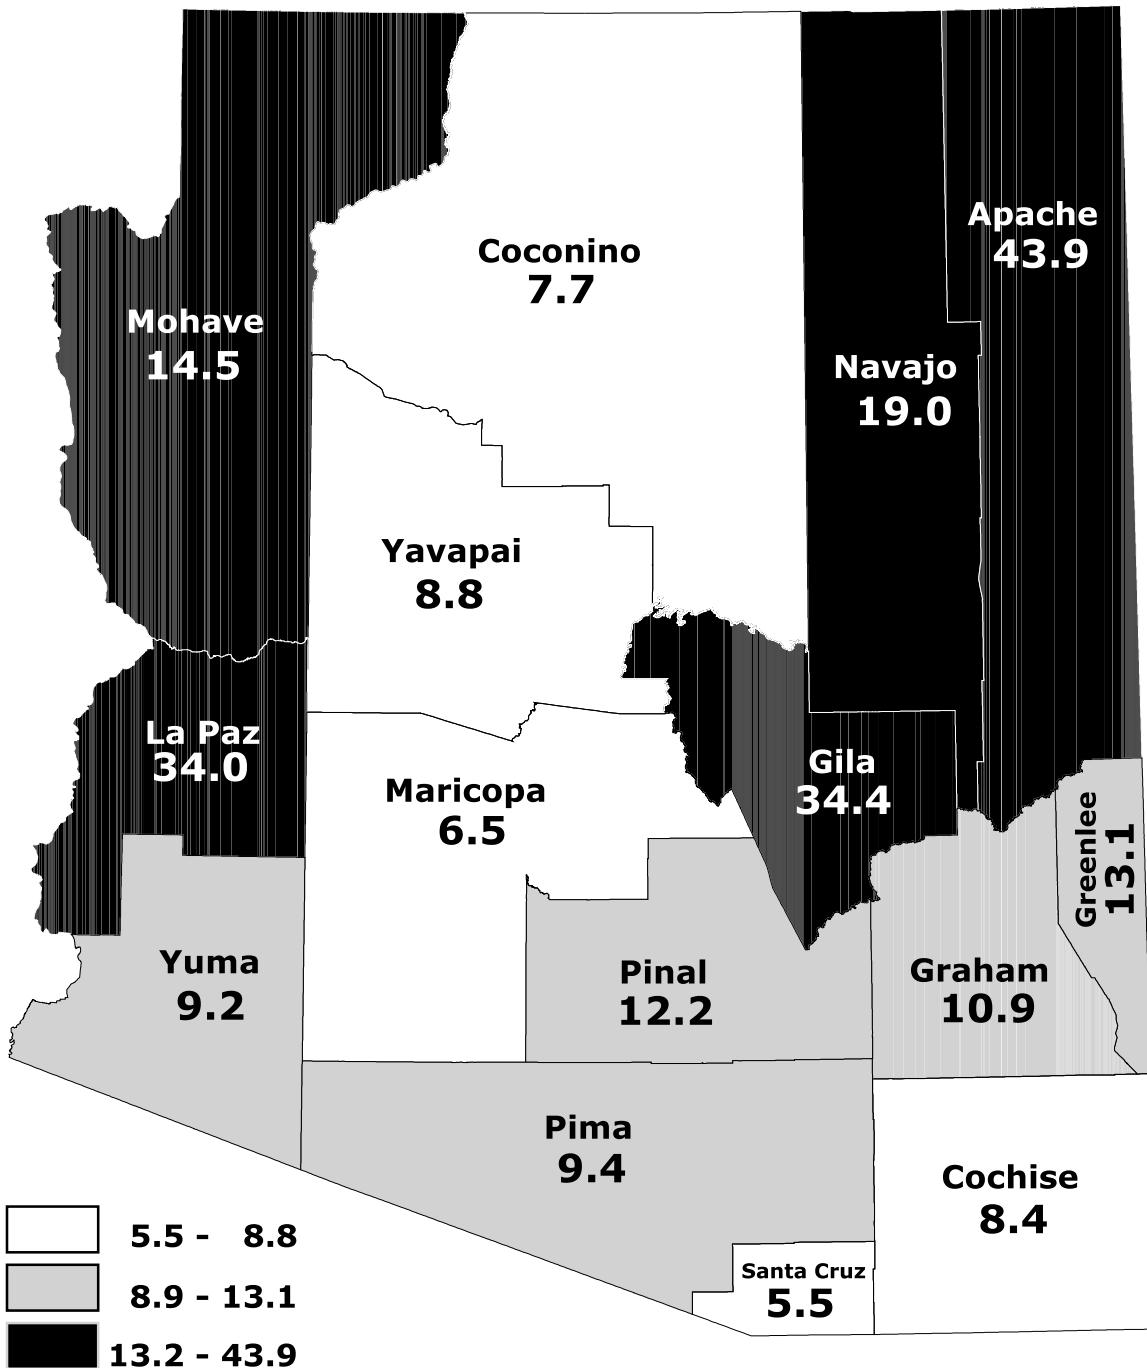 Apache
43.9
Coconino
7.7
Mohave
14.5
Navajo
19.0
Yavapai
8.8
La Paz
34.0
Gila
34.4
Maricopa
6.5
Greenlee
13.1
Yuma
9.2
Pinal
12.2
Graham
10.9
Pima
9.4
Cochise
8.4
Santa Cruz
5.5
5.5 - 8.8
8.9 - 13.1
13.2 - 43.9